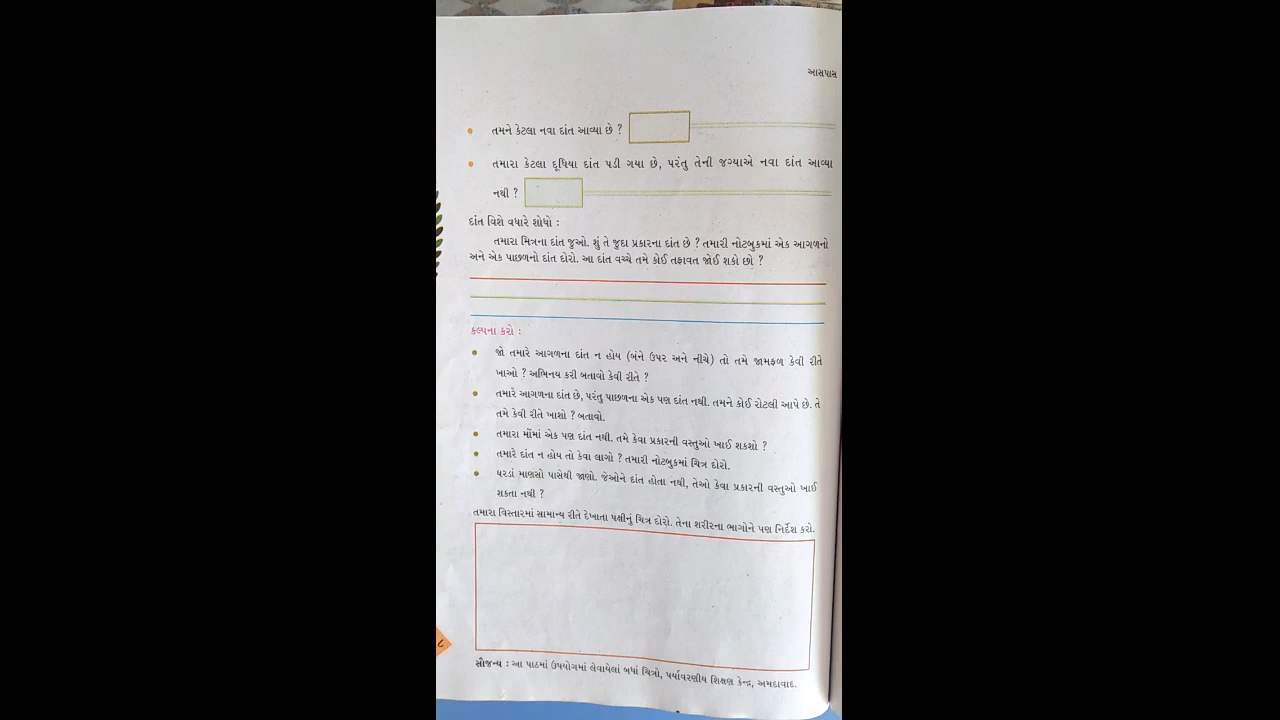 આસપાસ
તમને કેટલા નવા દાંત આવ્યા છે ?
તમારા કેટલા દૂધિયા દાંત પડી ગયા છે, પરંતુ તેની જગ્યાએ નવા દાંત આવ્યા
નથી ?
દાંત વિશે વધારે શોધો :
તમારા મિત્રના દાંત જુઓ. શું તે જુદા પ્રકારના દાંત છે ? તમારી નોટબુકમાં એક આગળનો
અને એક પાછળનો દાંત દોરો. આ દાંત વચ્ચે તમે કોઈ તફાવત જોઈ શકો છો ?
કલ્પના કરો :
જો તમારે આગળના દાંત ન હોય (બંને ઉપર અને નીચે) તો તમે જામફળ કેવી રીતે
ખાઓ ? અભિનય કરી બતાવો કેવી રીતે ?
તમારે આગળના દાંત છે, પરંતુ પાછળના એક પણ દાંત નથી. તમને કોઈ રોટલી આપે છે. તે
તમે કેવી રીતે ખાશો ? બતાવો.
તમારા મોંમાં એક પણ દાંત નથી. તમે કેવા પ્રકારની વસ્તુઓ ખાઈ શકશો ?
તમારે દાંત ન હોય તો કેવા લાગો ? તમારી નોટબુકમાં ચિત્ર દોરો.
ઘરડાં માણસો પાસેથી જાણો. જેઓને દાંત હોતા નથી, તેઓ કેવા પ્રકારની વસ્તુઓ ખાઈ
શકતા નથી ?
તમારા વિસ્તારમાં સામાન્ય રીતે દેખાતા પક્ષીનું ચિત્ર દોરો. તેના શરીરના ભાગોને પણ નિર્દેશ કરો.
૮
સૌજન્ય : આ પાઠમાં ઉપયોગમાં લેવાયેલાં બધાં ચિત્રો, પર્યાવરણીય શિક્ષણ કેન્દ્ર, અમદાવાદ.